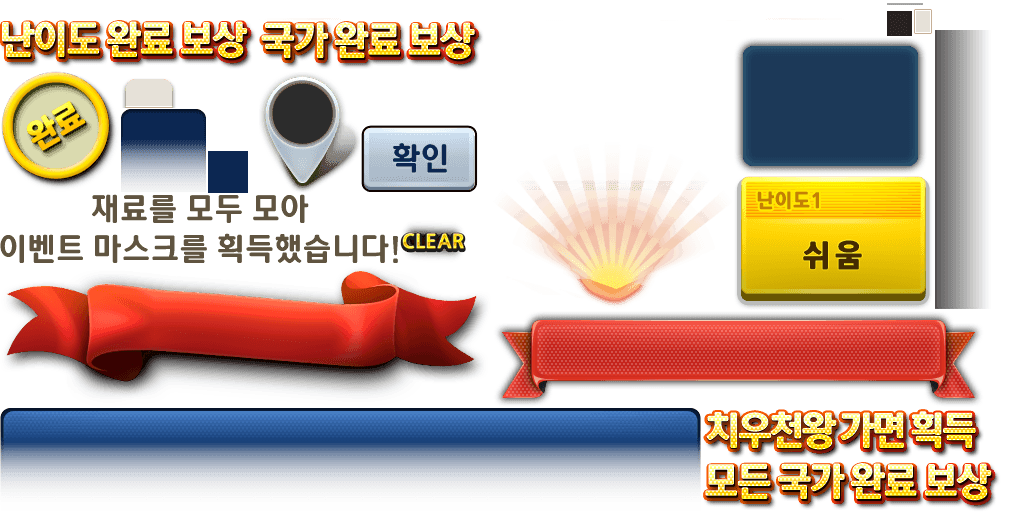 난이도 완료 보상
국가 완료 보상
완료
확인
재료를 모두 모아
이벤트 마스크를 획득했습니다!
CLEAR
난이도1
쉬움
치우천왕 가면 획득
모든 국가 완료 보상